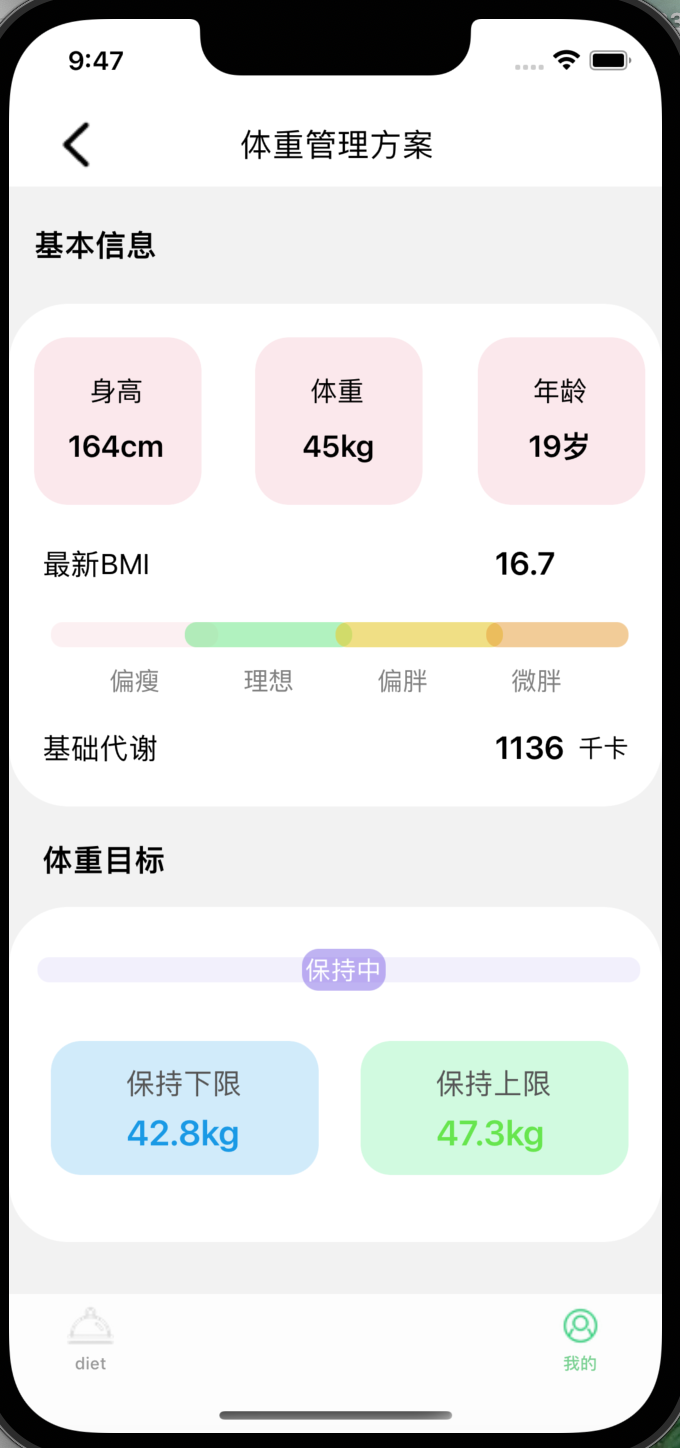 9:47
体重管理方案
基本信息
身高 体重 年龄
164cm 45kg 19岁
最新BMI 16.7
偏瘦 理想 偏胖 微胖
基础代谢 1136 千卡
体重目标
保持中
保持下限 保持上限
42.8kg 47.3kg
diet 我的